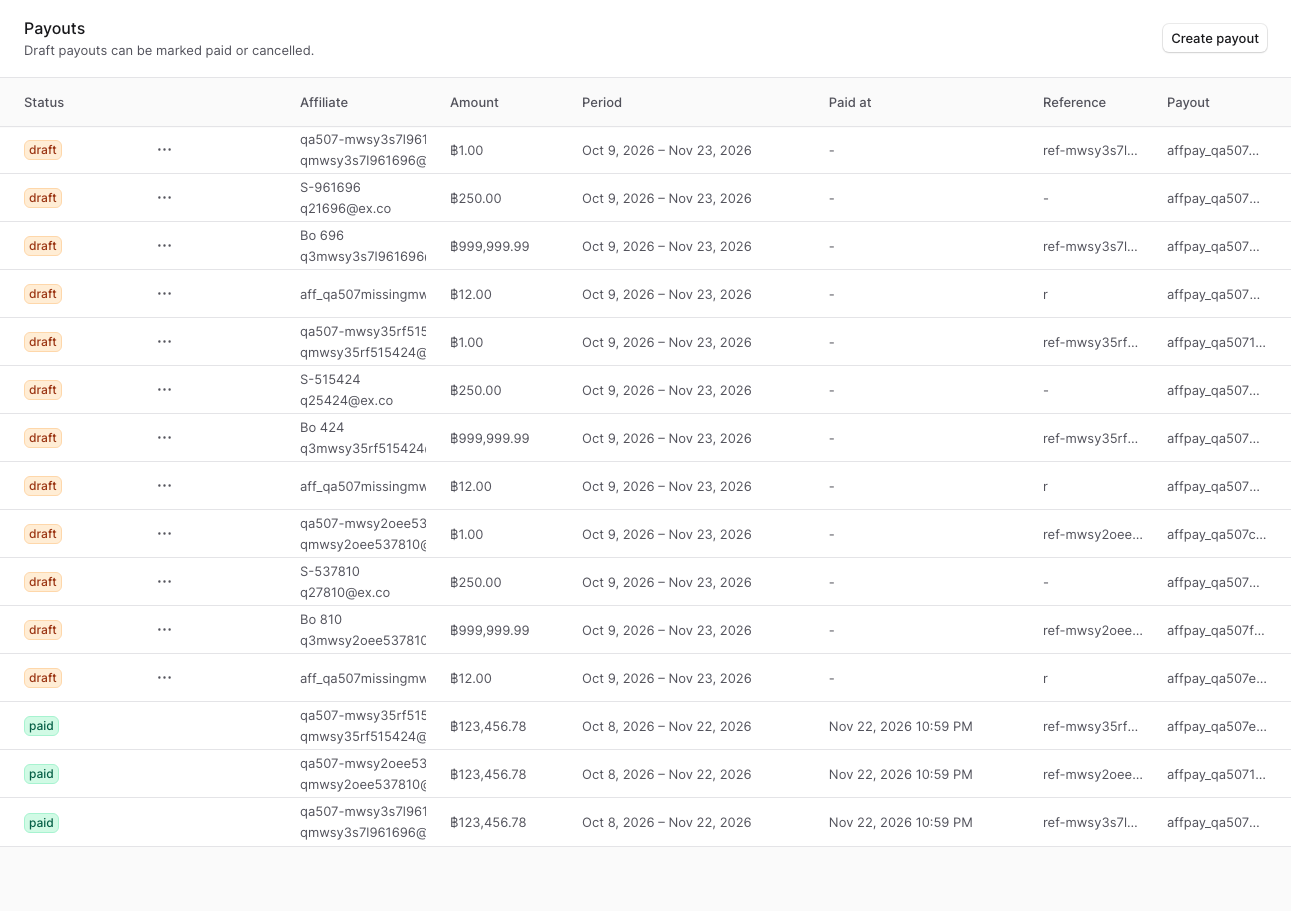 Payouts
Draft payouts can be marked paid or cancelled.
Create payout
Status Affiliate Amount Period Paid at Reference Payout
draft ··· qa507-mwsy3s7l961 ฿1.00 Oct 9, 2026 – Nov 23, 2026 - ref-mwsy3s7l... affpay_qa507...
qmwsy3s7l961696@
draft ··· S-961696 ฿250.00 Oct 9, 2026 – Nov 23, 2026 - - affpay_qa507...
q21696@ex.co
draft ··· Bo 696 ฿999,999.99 Oct 9, 2026 – Nov 23, 2026 - ref-mwsy3s7l... affpay_qa507...
q3mwsy3s7l961696(
draft ··· aff_qa507missingmw ฿12.00 Oct 9, 2026 – Nov 23, 2026 - r affpay_qa507...
draft ··· qa507-mwsy35rf515 ฿1.00 Oct 9, 2026 – Nov 23, 2026 - ref-mwsy35rf... affpay_qa5071...
qmwsy35rf515424@
draft ··· S-515424 ฿250.00 Oct 9, 2026 – Nov 23, 2026 - - affpay_qa507...
q25424@ex.co
draft ··· Bo 424 ฿999,999.99 Oct 9, 2026 – Nov 23, 2026 - ref-mwsy35rf... affpay_qa507...
q3mwsy35rf515424(
draft ··· aff_qa507missingmw ฿12.00 Oct 9, 2026 – Nov 23, 2026 - r affpay_qa507...
draft ··· qa507-mwsy2oee53 ฿1.00 Oct 9, 2026 – Nov 23, 2026 - ref-mwsy2oee... affpay_qa507c...
qmwsy2oee537810@
draft ··· S-537810 ฿250.00 Oct 9, 2026 – Nov 23, 2026 - - affpay_qa507...
q27810@ex.co
draft ··· Bo 810 ฿999,999.99 Oct 9, 2026 – Nov 23, 2026 - ref-mwsy2oee... affpay_qa507f...
q3mwsy2oee537810
draft ··· aff_qa507missingmw ฿12.00 Oct 9, 2026 – Nov 23, 2026 - r affpay_qa507e...
paid qa507-mwsy35rf515 ฿123,456.78 Oct 8, 2026 – Nov 22, 2026 Nov 22, 2026 10:59 PM ref-mwsy35rf... affpay_qa507e...
qmwsy35rf515424@
paid qa507-mwsy2oee53 ฿123,456.78 Oct 8, 2026 – Nov 22, 2026 Nov 22, 2026 10:59 PM ref-mwsy2oee... affpay_qa5071...
qmwsy2oee537810@
paid qa507-mwsy3s7l961 ฿123,456.78 Oct 8, 2026 – Nov 22, 2026 Nov 22, 2026 10:59 PM ref-mwsy3s7l... affpay_qa507...
qmwsy3s7l961696@